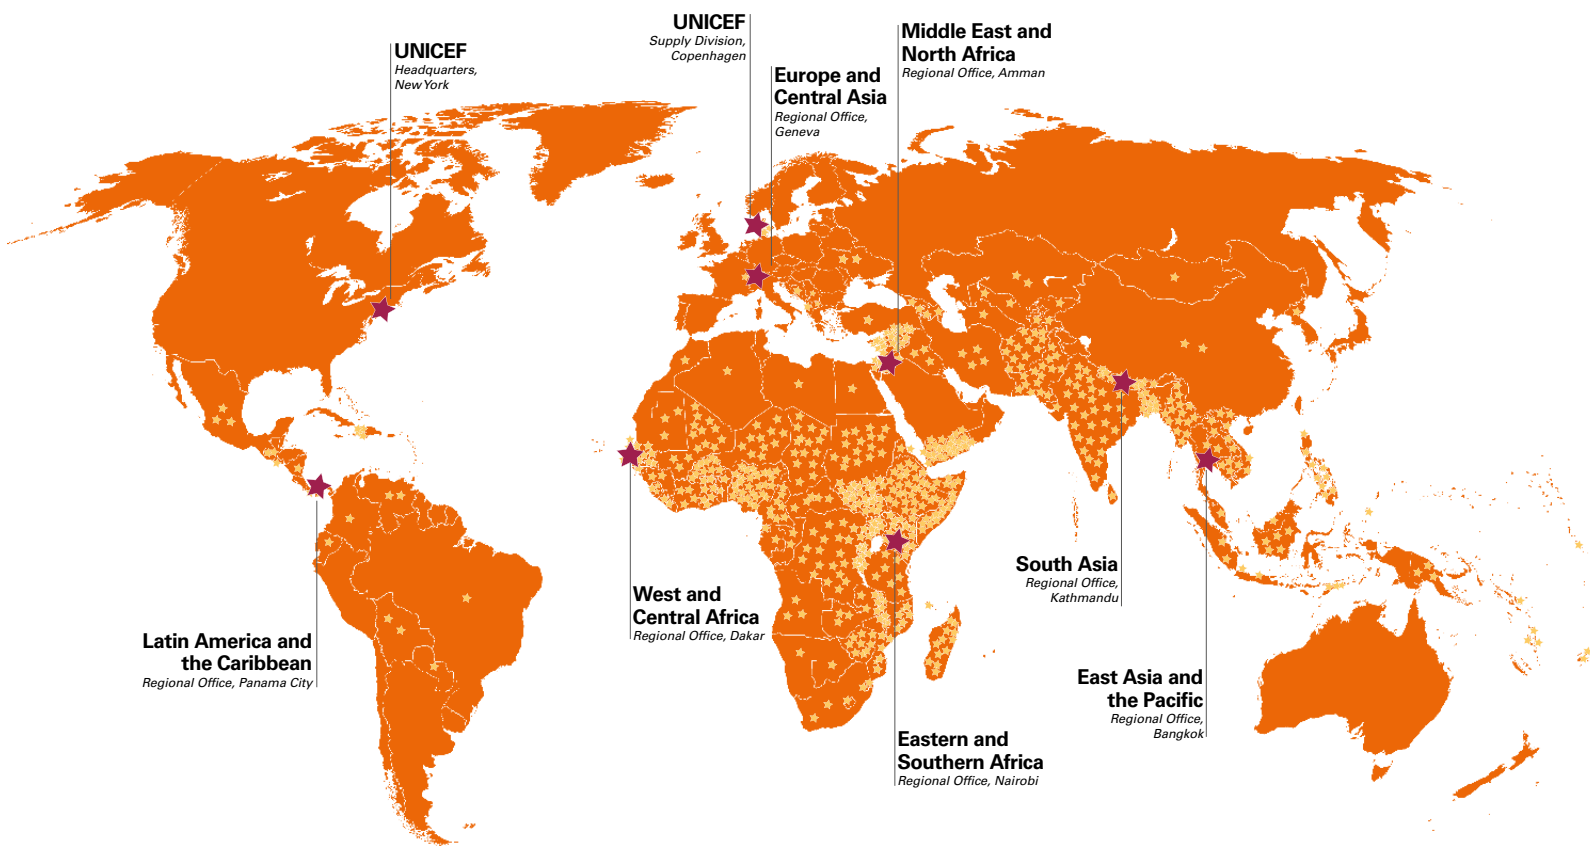 UNICEF
Headquarters,
New York
UNICEF
Supply Division,
Copenhagen
Europe and
Central Asia
Regional Office,
Geneva
Middle East and
North Africa
Regional Office, Amman
Latin America and
the Caribbean
Regional Office, Panama City
West and
Central Africa
Regional Office, Dakar
Eastern and
Southern Africa
Regional Office, Nairobi
South Asia
Regional Office,
Kathmandu
East Asia and
the Pacific
Regional Office,
Bangkok